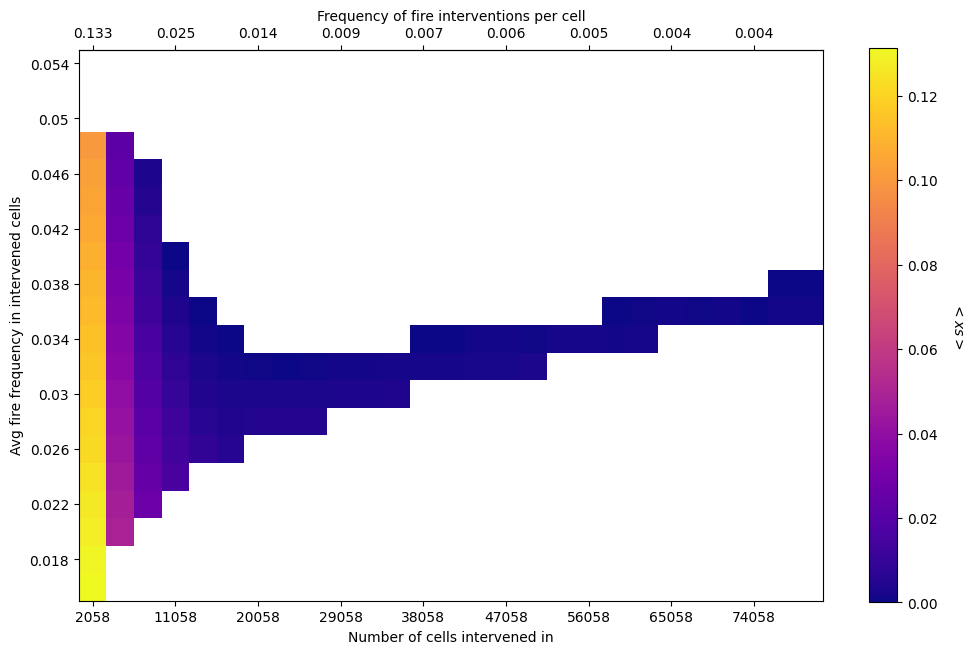 Frequency of fire interventions per cell
0.133 0.025 0.014 0.009 0.007 0.006 0.005 0.004 0.004
0.054
0.05
0.046
0.042
0.038
0.034
0.03
0.026
0.022
0.018
Avg fire frequency in intervened cells
2058 11058 20058 29058 38058 47058 56058 65058 74058
Number of cells intervened in
0.12
0.10
0.08
0.06
0.04
0.02
0.00
< sx >